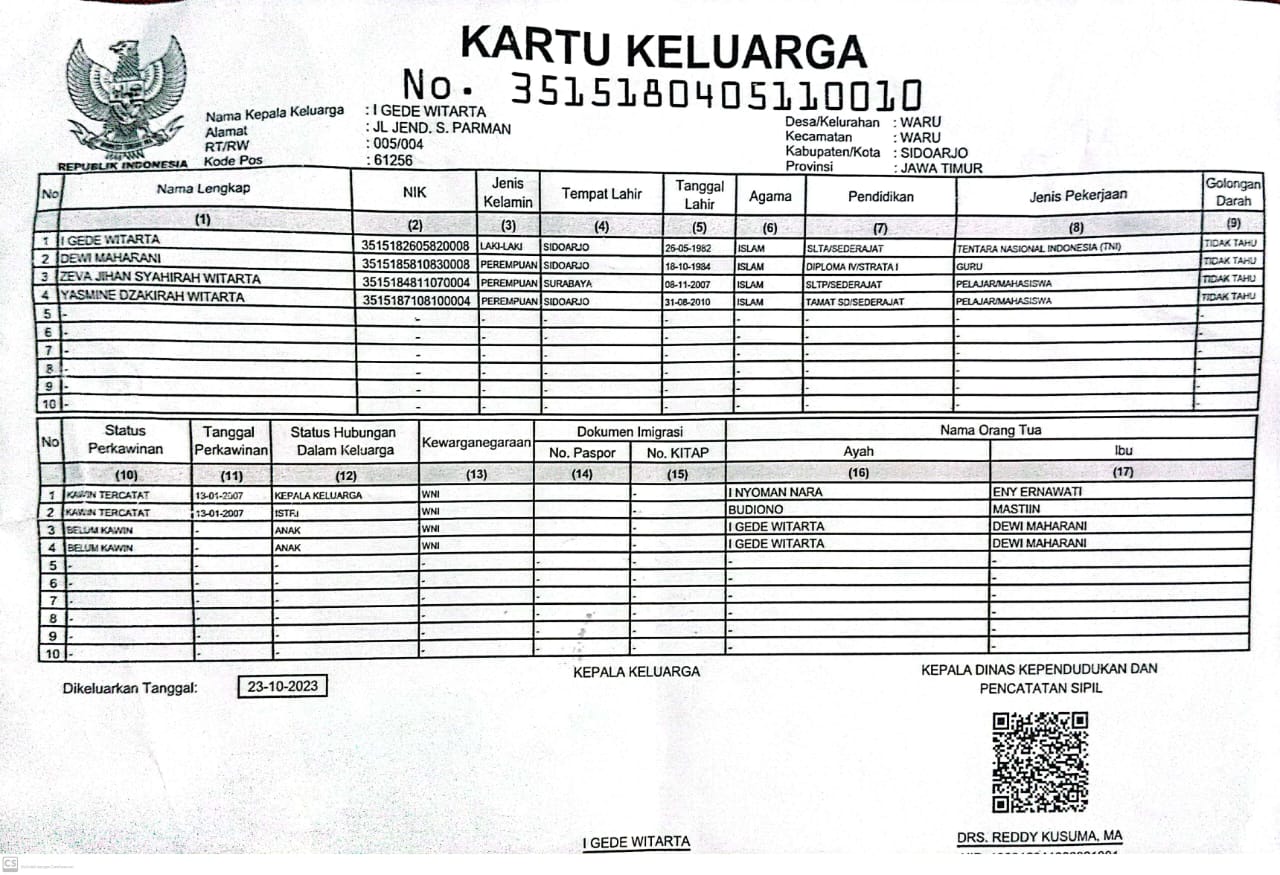 KARTU KELUARGA
No. 3515180405110010
Nama Kepala Keluarga : I GEDE WITARTA
Alamat : JL JEND. S. PARMAN
RT/RW : 005/004
Kode Pos : 61256
Desa/Kelurahan : WARU
Kecamatan : WARU
Kabupaten/Kota : SIDOARJO
Provinsi : JAWA TIMUR
REPUBLIK INDONESIA
No Nama Lengkap NIK Jenis Kelamin Tempat Lahir Tanggal Lahir Agama Pendidikan Jenis Pekerjaan Golongan Darah
(1) (2) (3) (4) (5) (6) (7) (8) (9)
1 I GEDE WITARTA 3515182605820008 LAKI-LAKI SIDOARJO 26-05-1982 ISLAM SLTA/SEDERAJAT TENTARA NASIONAL INDONESIA (TNI) TIDAK TAHU
2 DEWI MAHARANI 3515185810830008 PEREMPUAN SIDOARJO 18-10-1984 ISLAM DIPLOMA IV/STRATA I GURU TIDAK TAHU
3 ZEVA JIHAN SYAHIRAH WITARTA 3515184811070004 PEREMPUAN SURABAYA 08-11-2007 ISLAM SLTP/SEDERAJAT PELAJAR/MAHASISWA TIDAK TAHU
4 YASMINE DZAKIRAH WITARTA 3515187108100004 PEREMPUAN SIDOARJO 31-08-2010 ISLAM TAMAT SD/SEDERAJAT PELAJAR/MAHASISWA TIDAK TAHU
5 - - - - - - - - -
6 - - - - - - - - -
7 - - - - - - - - -
8 - - - - - - - - -
9 - - - - - - - - -
10 - - - - - - - - -
No Status Perkawinan Tanggal Perkawinan Status Hubungan Dalam Keluarga Kewarganegaraan Dokumen Imigrasi Nama Orang Tua
No. Paspor No. KITAP Ayah Ibu
(10) (11) (12) (13) (14) (15) (16) (17)
1 KAWIN TERCATAT 13-01-2007 KEPALA KELUARGA WNI - I NYOMAN NARA ENY ERNAWATI
2 KAWIN TERCATAT 13-01-2007 ISTRI WNI - BUDIONO MASTIIN
3 BELUM KAWIN - ANAK WNI - I GEDE WITARTA DEWI MAHARANI
4 BELUM KAWIN - ANAK WNI - I GEDE WITARTA DEWI MAHARANI
5 - - - - - - - -
6 - - - - - - - -
7 - - - - - - - -
8 - - - - - - - -
9 - - - - - - - -
10 - - - - - - - -
Dikeluarkan Tanggal: 23-10-2023
KEPALA KELUARGA
KEPALA DINAS KEPENDUDUKAN DAN
PENCATATAN SIPIL
I GEDE WITARTA
DRS. REDDY KUSUMA, MA
CS